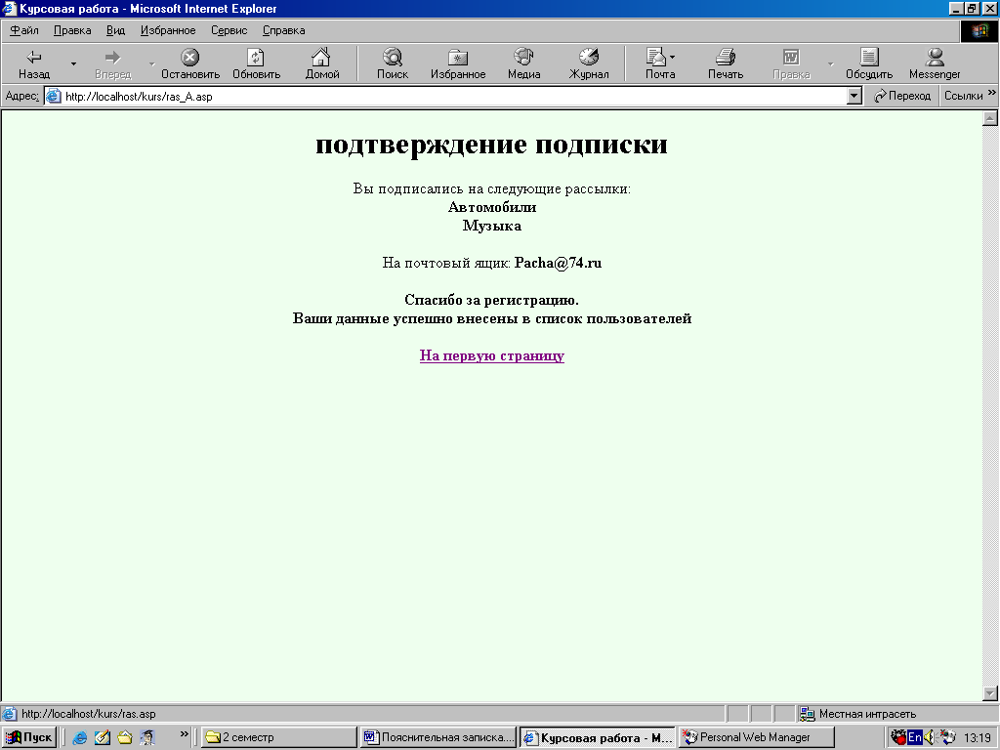 Курсовая работа - Microsoft Internet Explorer
Файл Правка Вид Избранное Сервис Справка
Назад Вперед Остановить Обновить Домой Поиск Избранное Медиа Журнал Почта Печать Правка Обсудить Messenger
Адрес: http://localhost/kurs/ras_A.asp Переход Ссылки »
подтверждение подписки
Вы подписались на следующие рассылки:
Автомобили
Музыка
На почтовый ящик: Pacha@74.ru
Спасибо за регистрацию.
Ваши данные успешно внесены в список пользователей
На первую страницу
http://localhost/kurs/ras.asp Местная интрасеть
Пуск » 2 семестр Пояснительная записка.... Курсовая работа - M... Personal Web Manager En 13:19